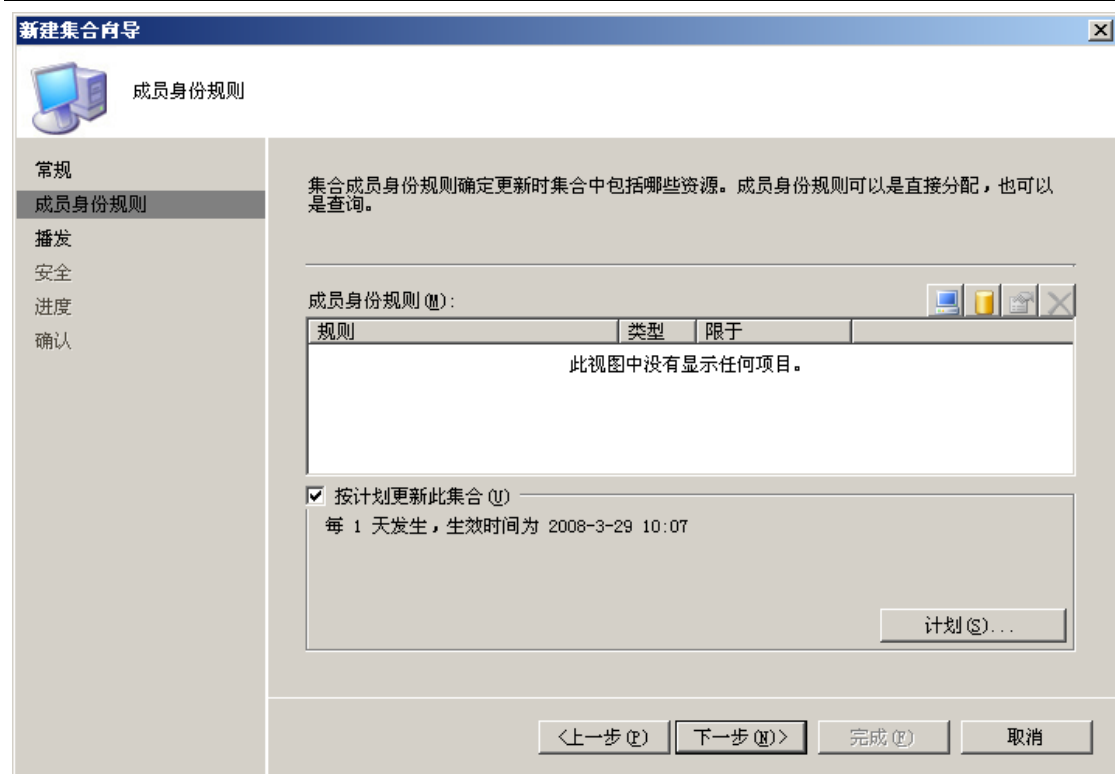 新建集合向导
成员身份规则
常规
成员身份规则
播发
安全
进度
确认
集合成员身份规则确定更新时集合中包括哪些资源。成员身份规则可以是直接分配，也可以
是查询。
成员身份规则(M):
规则 类型 限于
此视图中没有显示任何项目。
按计划更新此集合(U)
每 1 天发生，生效时间为 2008-3-29 10:07
计划(S)...
<上一步(P) 下一步(N)> 完成(F) 取消